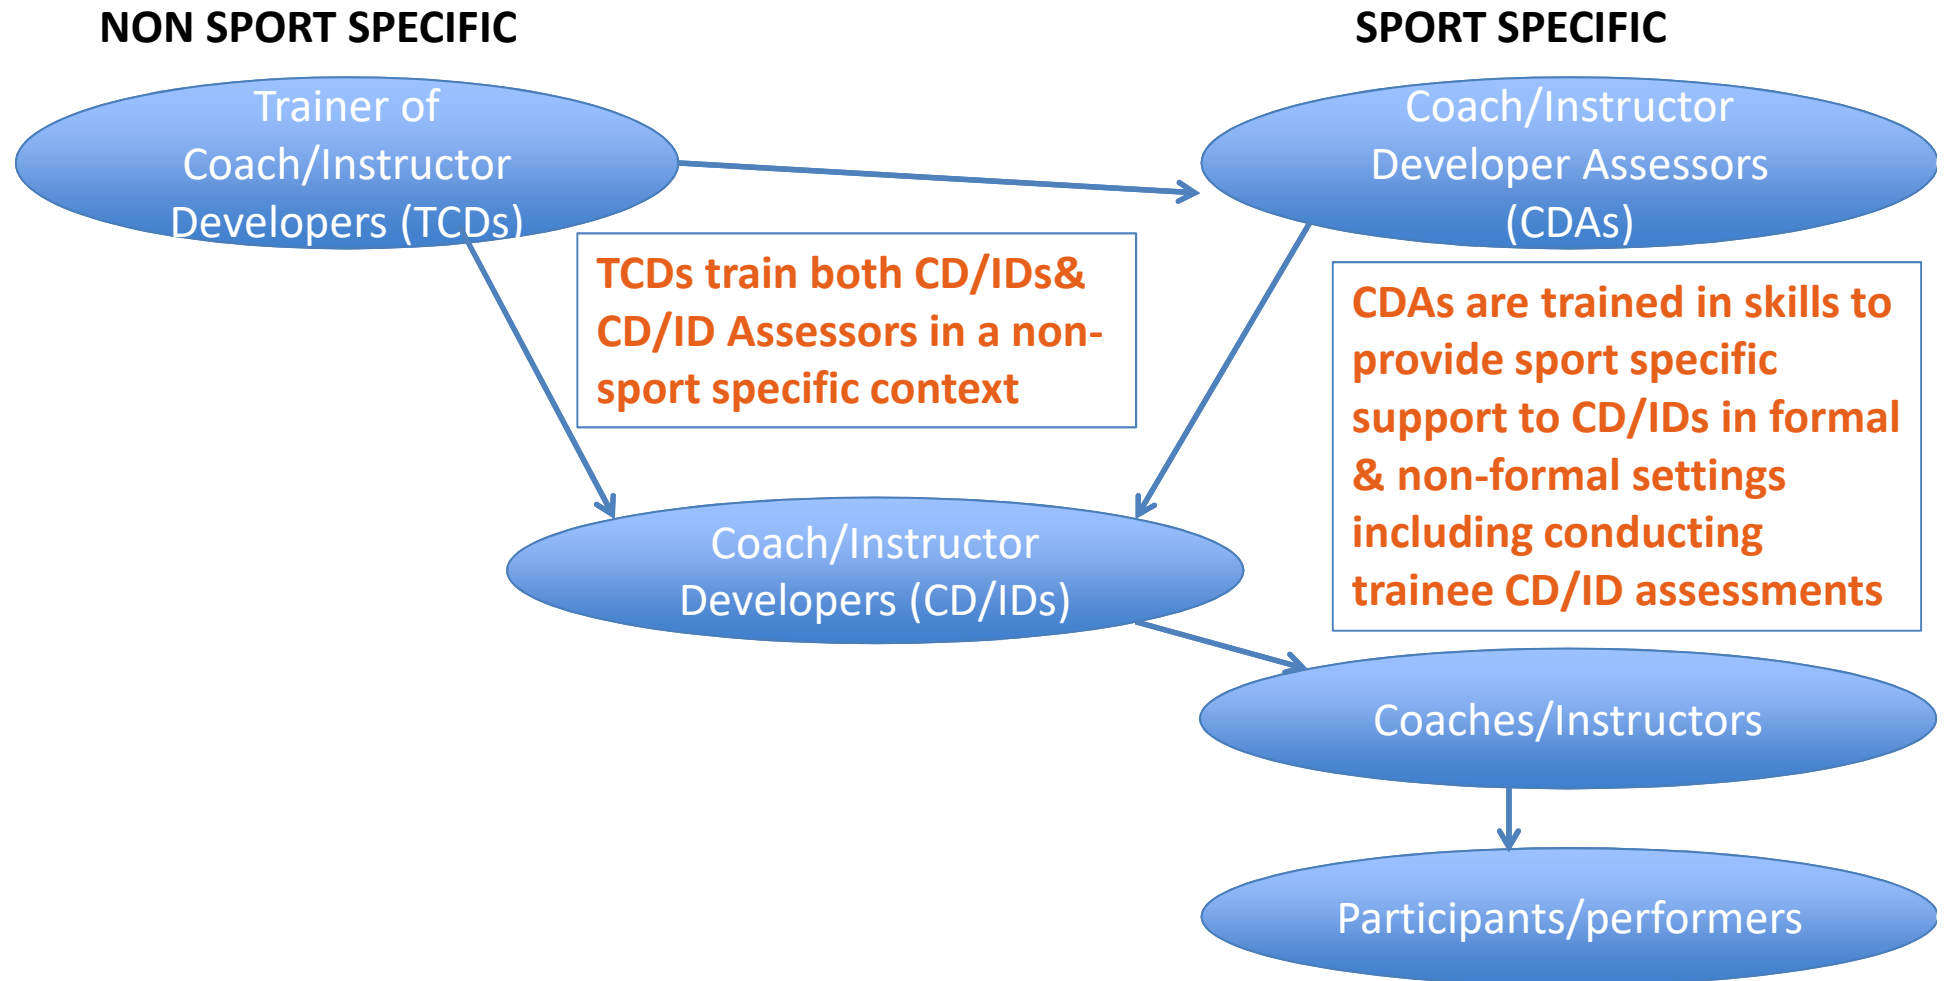 NON SPORT SPECIFIC
SPORT SPECIFIC
Trainer of
Coach/Instructor
Developers (TCDs)
Coach/Instructor
Developer Assessors
(CDAs)
TCDs train both CD/IDs&
CD/ID Assessors in a non-
sport specific context
CDAs are trained in skills to
provide sport specific
support to CD/IDs in formal
& non-formal settings
including conducting
trainee CD/ID assessments
Coach/Instructor
Developers (CD/IDs)
Coaches/Instructors
Participants/performers